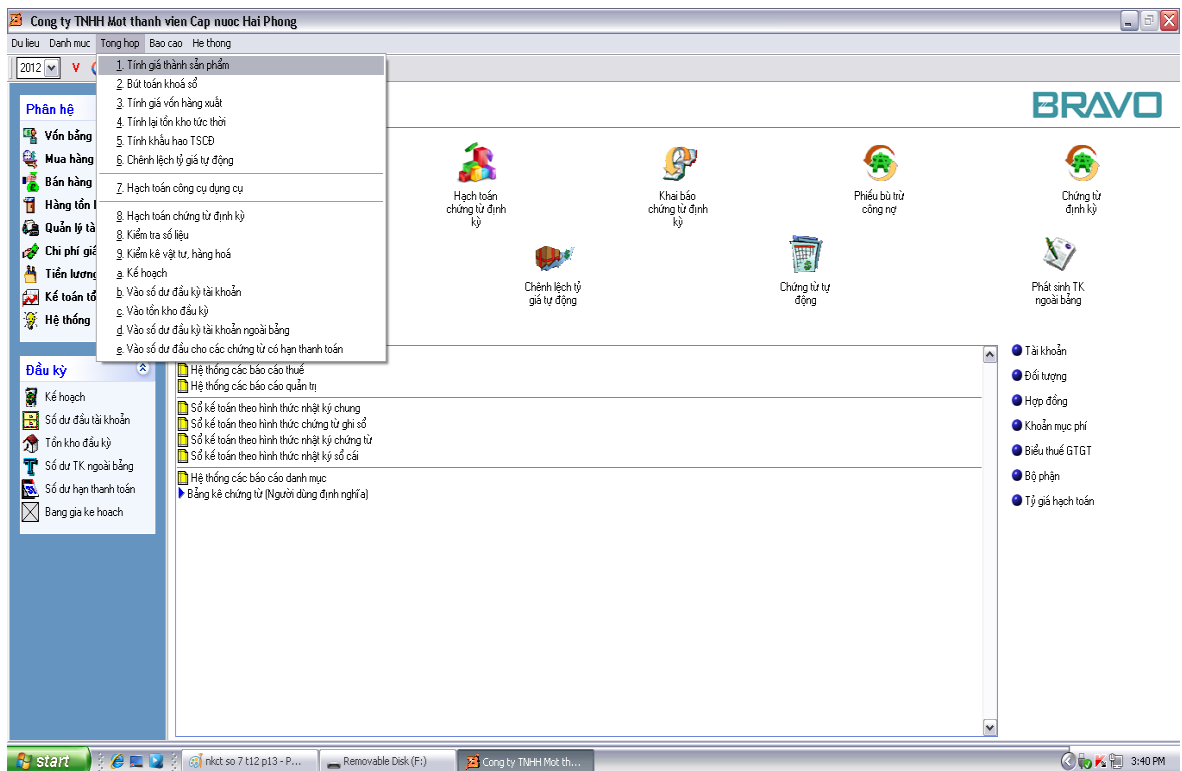 Cong ty TNHH Mot thanh vien Cap nuoc Hai Phong
Du lieu Danh muc Tong hop Bao cao He thong
2012 V
1. Tính giá thành sản phẩm
2. Bút toán khoá sổ
3. Tính giá vốn hàng xuất
4. Tính lại tồn kho tức thời
5. Tính khấu hao TSCĐ
6. Chênh lệch tỷ giá tự động
7. Hạch toán công cụ dụng cụ
8. Hạch toán chứng từ định kỳ
8. Kiểm tra số liệu
9. Kiểm kê vật tư, hàng hoá
a. Kế hoạch
b. Vào số dư đầu kỳ tài khoản
c. Vào tồn kho đầu kỳ
d. Vào số dư đầu kỳ tài khoản ngoài bảng
e. Vào số dư đầu cho các chứng từ có hạn thanh toán
BRAVO
Phân hệ
Vốn bằng
Mua hàng
Bán hàng
Hàng tồn
Quản lý tà
Chi phí giá
Tiền lương
Kế toán tổ
Hệ thống
Hạch toán
chứng từ định
kỳ
Khai báo
chứng từ định
kỳ
Phiếu bù trừ
công nợ
Chứng từ
định kỳ
Chênh lệch tỷ
giá tự động
Chứng từ tự
động
Phát sinh TK
ngoài bảng
Đầu kỳ
Kế hoạch
Số dư đầu tài khoản
Tồn kho đầu kỳ
Số dư TK ngoài bảng
Số dư hạn thanh toán
Bang gia ke hoach
Hệ thống các báo cáo thuế
Hệ thống các báo cáo quản trị
Sổ kế toán theo hình thức nhật ký chung
Sổ kế toán theo hình thức chứng từ ghi sổ
Sổ kế toán theo hình thức nhật ký chứng từ
Sổ kế toán theo hình thức nhật ký sổ cái
Hệ thống các báo cáo danh mục
Bảng kê chứng từ (Người dùng định nghĩa)
Tài khoản
Đối tượng
Hợp đồng
Khoản mục phí
Biểu thuế GTGT
Bộ phận
Tỷ giá hạch toán
start
nkct so 7 t12 p13 - P...
Removable Disk (F:)
Cong ty TNHH Mot th...
3:40 PM